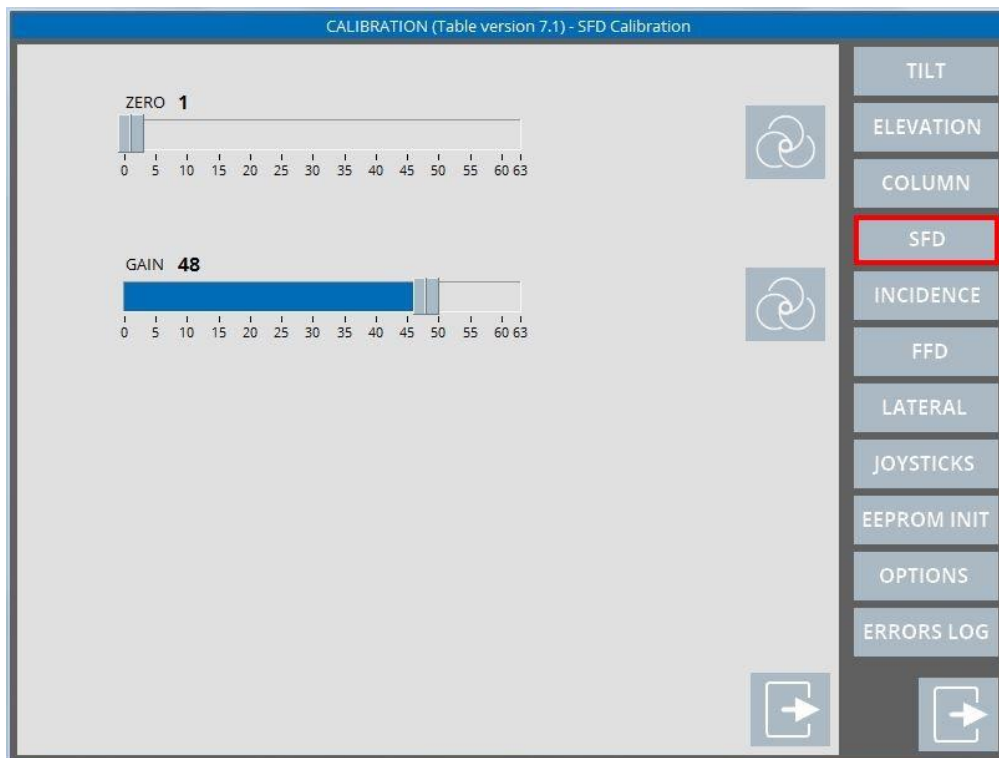 CALIBRATION (Table version 7.1) - SFD Calibration
ZERO 1
0 5 10 15 20 25 30 35 40 45 50 55 60 63
GAIN 48
0 5 10 15 20 25 30 35 40 45 50 55 60 63
TILT
ELEVATION
COLUMN
SFD
INCIDENCE
FFD
LATERAL
JOYSTICKS
EEPROM INIT
OPTIONS
ERRORS LOG